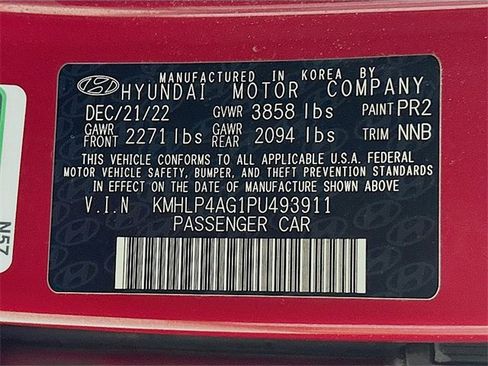 MANUFACTURED IN KOREA BY
HYUNDAI MOTOR COMPANY
DEC/21/22 GVWR 3858 lbs PAINT PR2
GAWR FRONT 2271 lbs GAWR REAR 2094 lbs TRIM NNB
THIS VEHICLE CONFORMS TO ALL APPLICABLE U.S.A. FEDERAL
MOTOR VEHICLE SAFETY, BUMPER, AND THEFT PREVENTION STANDARDS
IN EFFECT ON THE DATE OF MANUFACTURE SHOWN ABOVE.
V.I.N KMHLP4AG1PU493911
PASSENGER CAR
N57